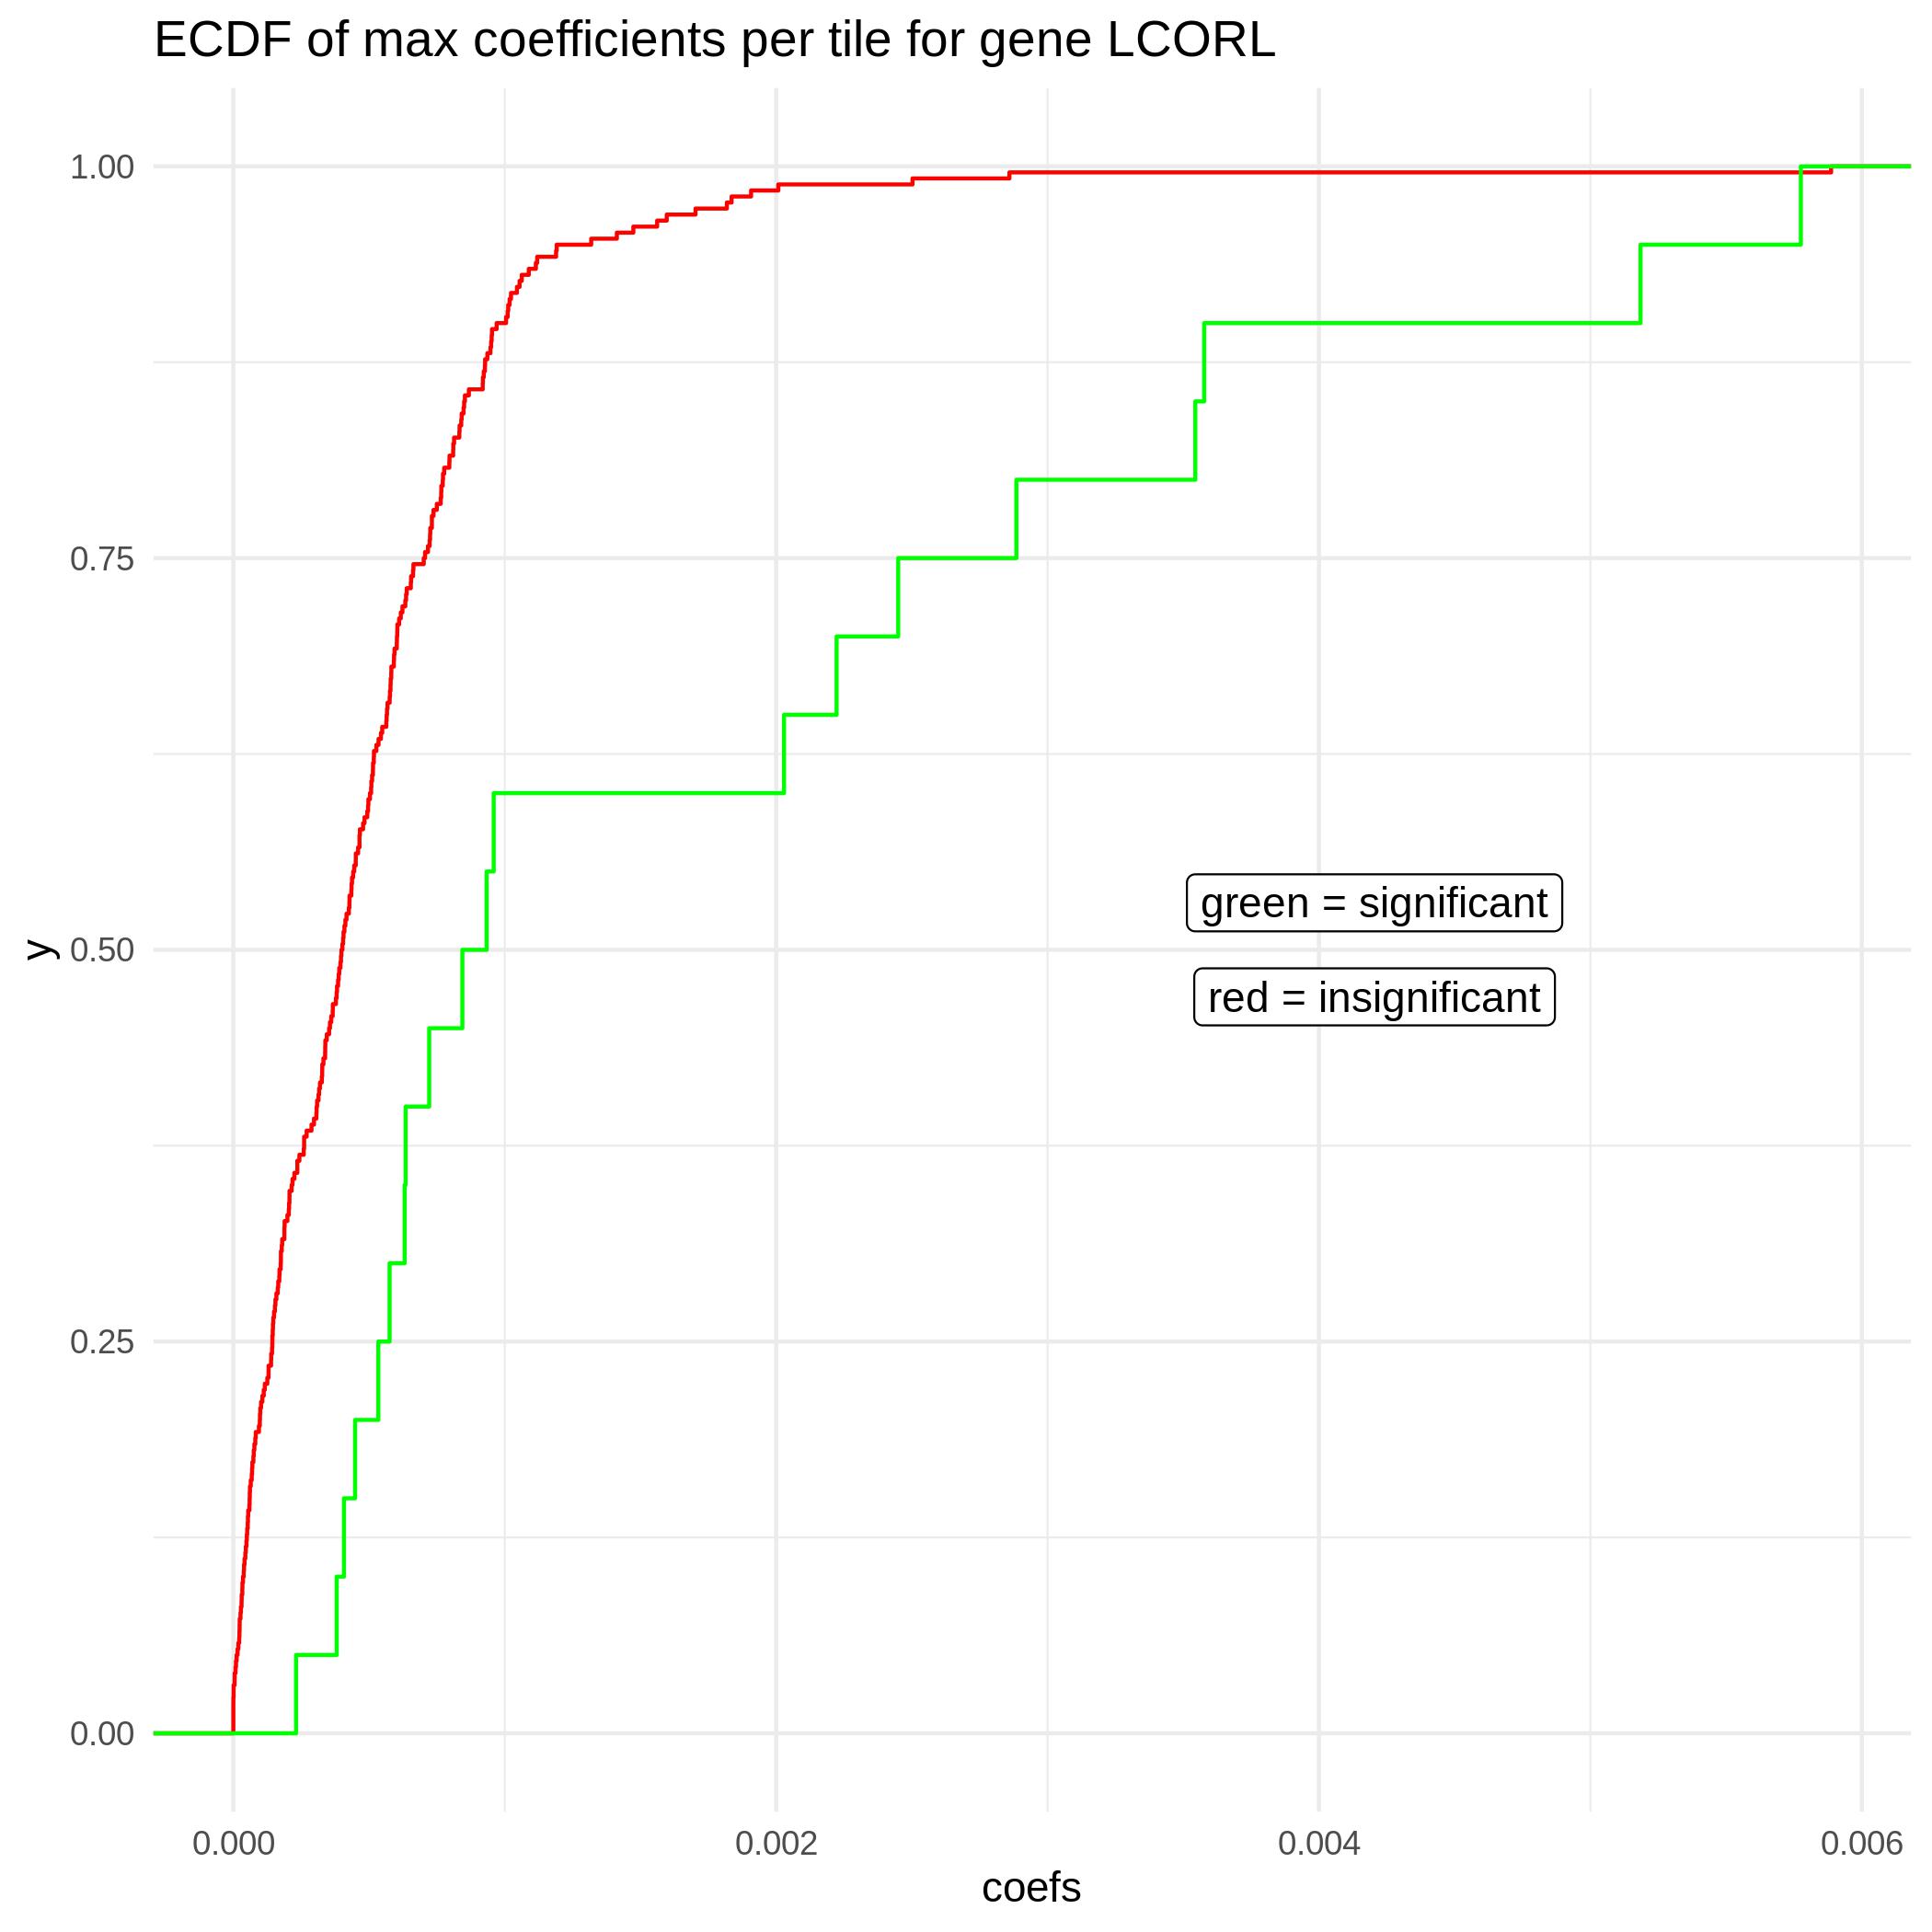 ECDF of max coefficients per tile for gene LCORL
1.00
0.75
0.50
0.25
0.00
y
green = significant
red = insignificant
0.000
0.002
0.004
0.006
coefs